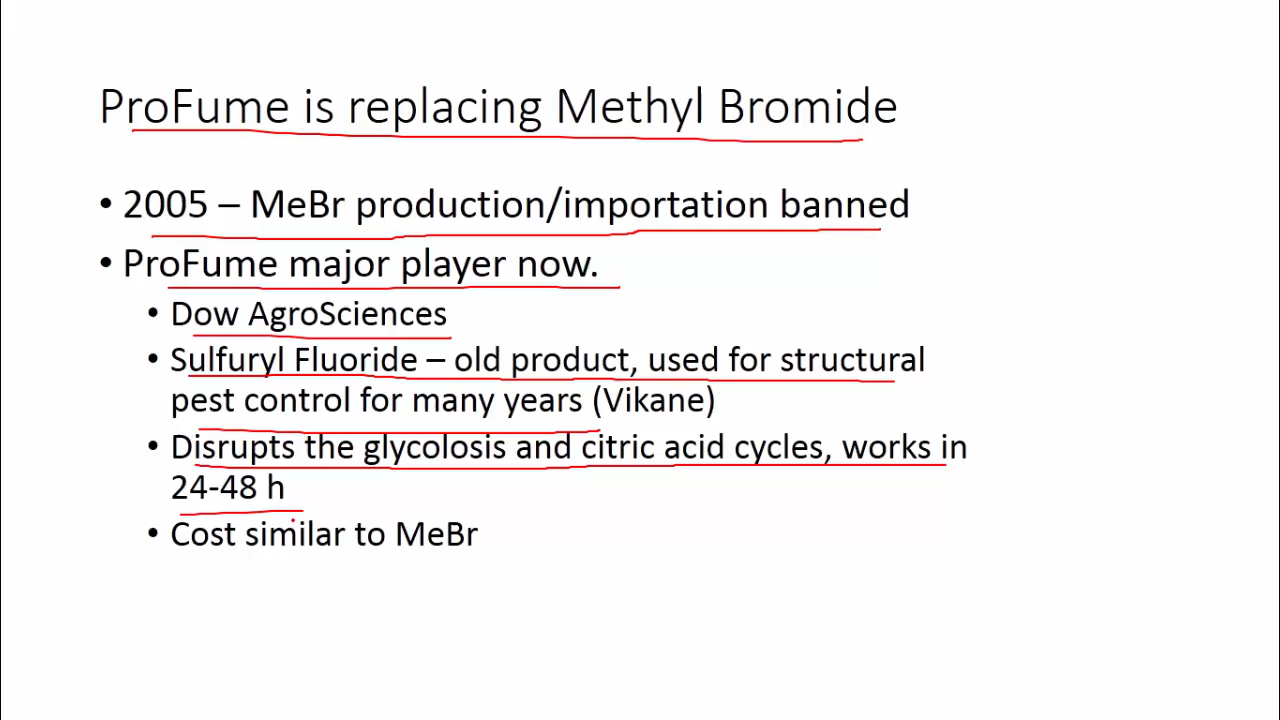 ProFume is replacing Methyl Bromide
• 2005 – MeBr production/importation banned
• ProFume major player now.
• Dow AgroSciences
• Sulfuryl Fluoride – old product, used for structural
pest control for many years (Vikane)
• Disrupts the glycolosis and citric acid cycles, works in
24-48 h
• Cost similar to MeBr